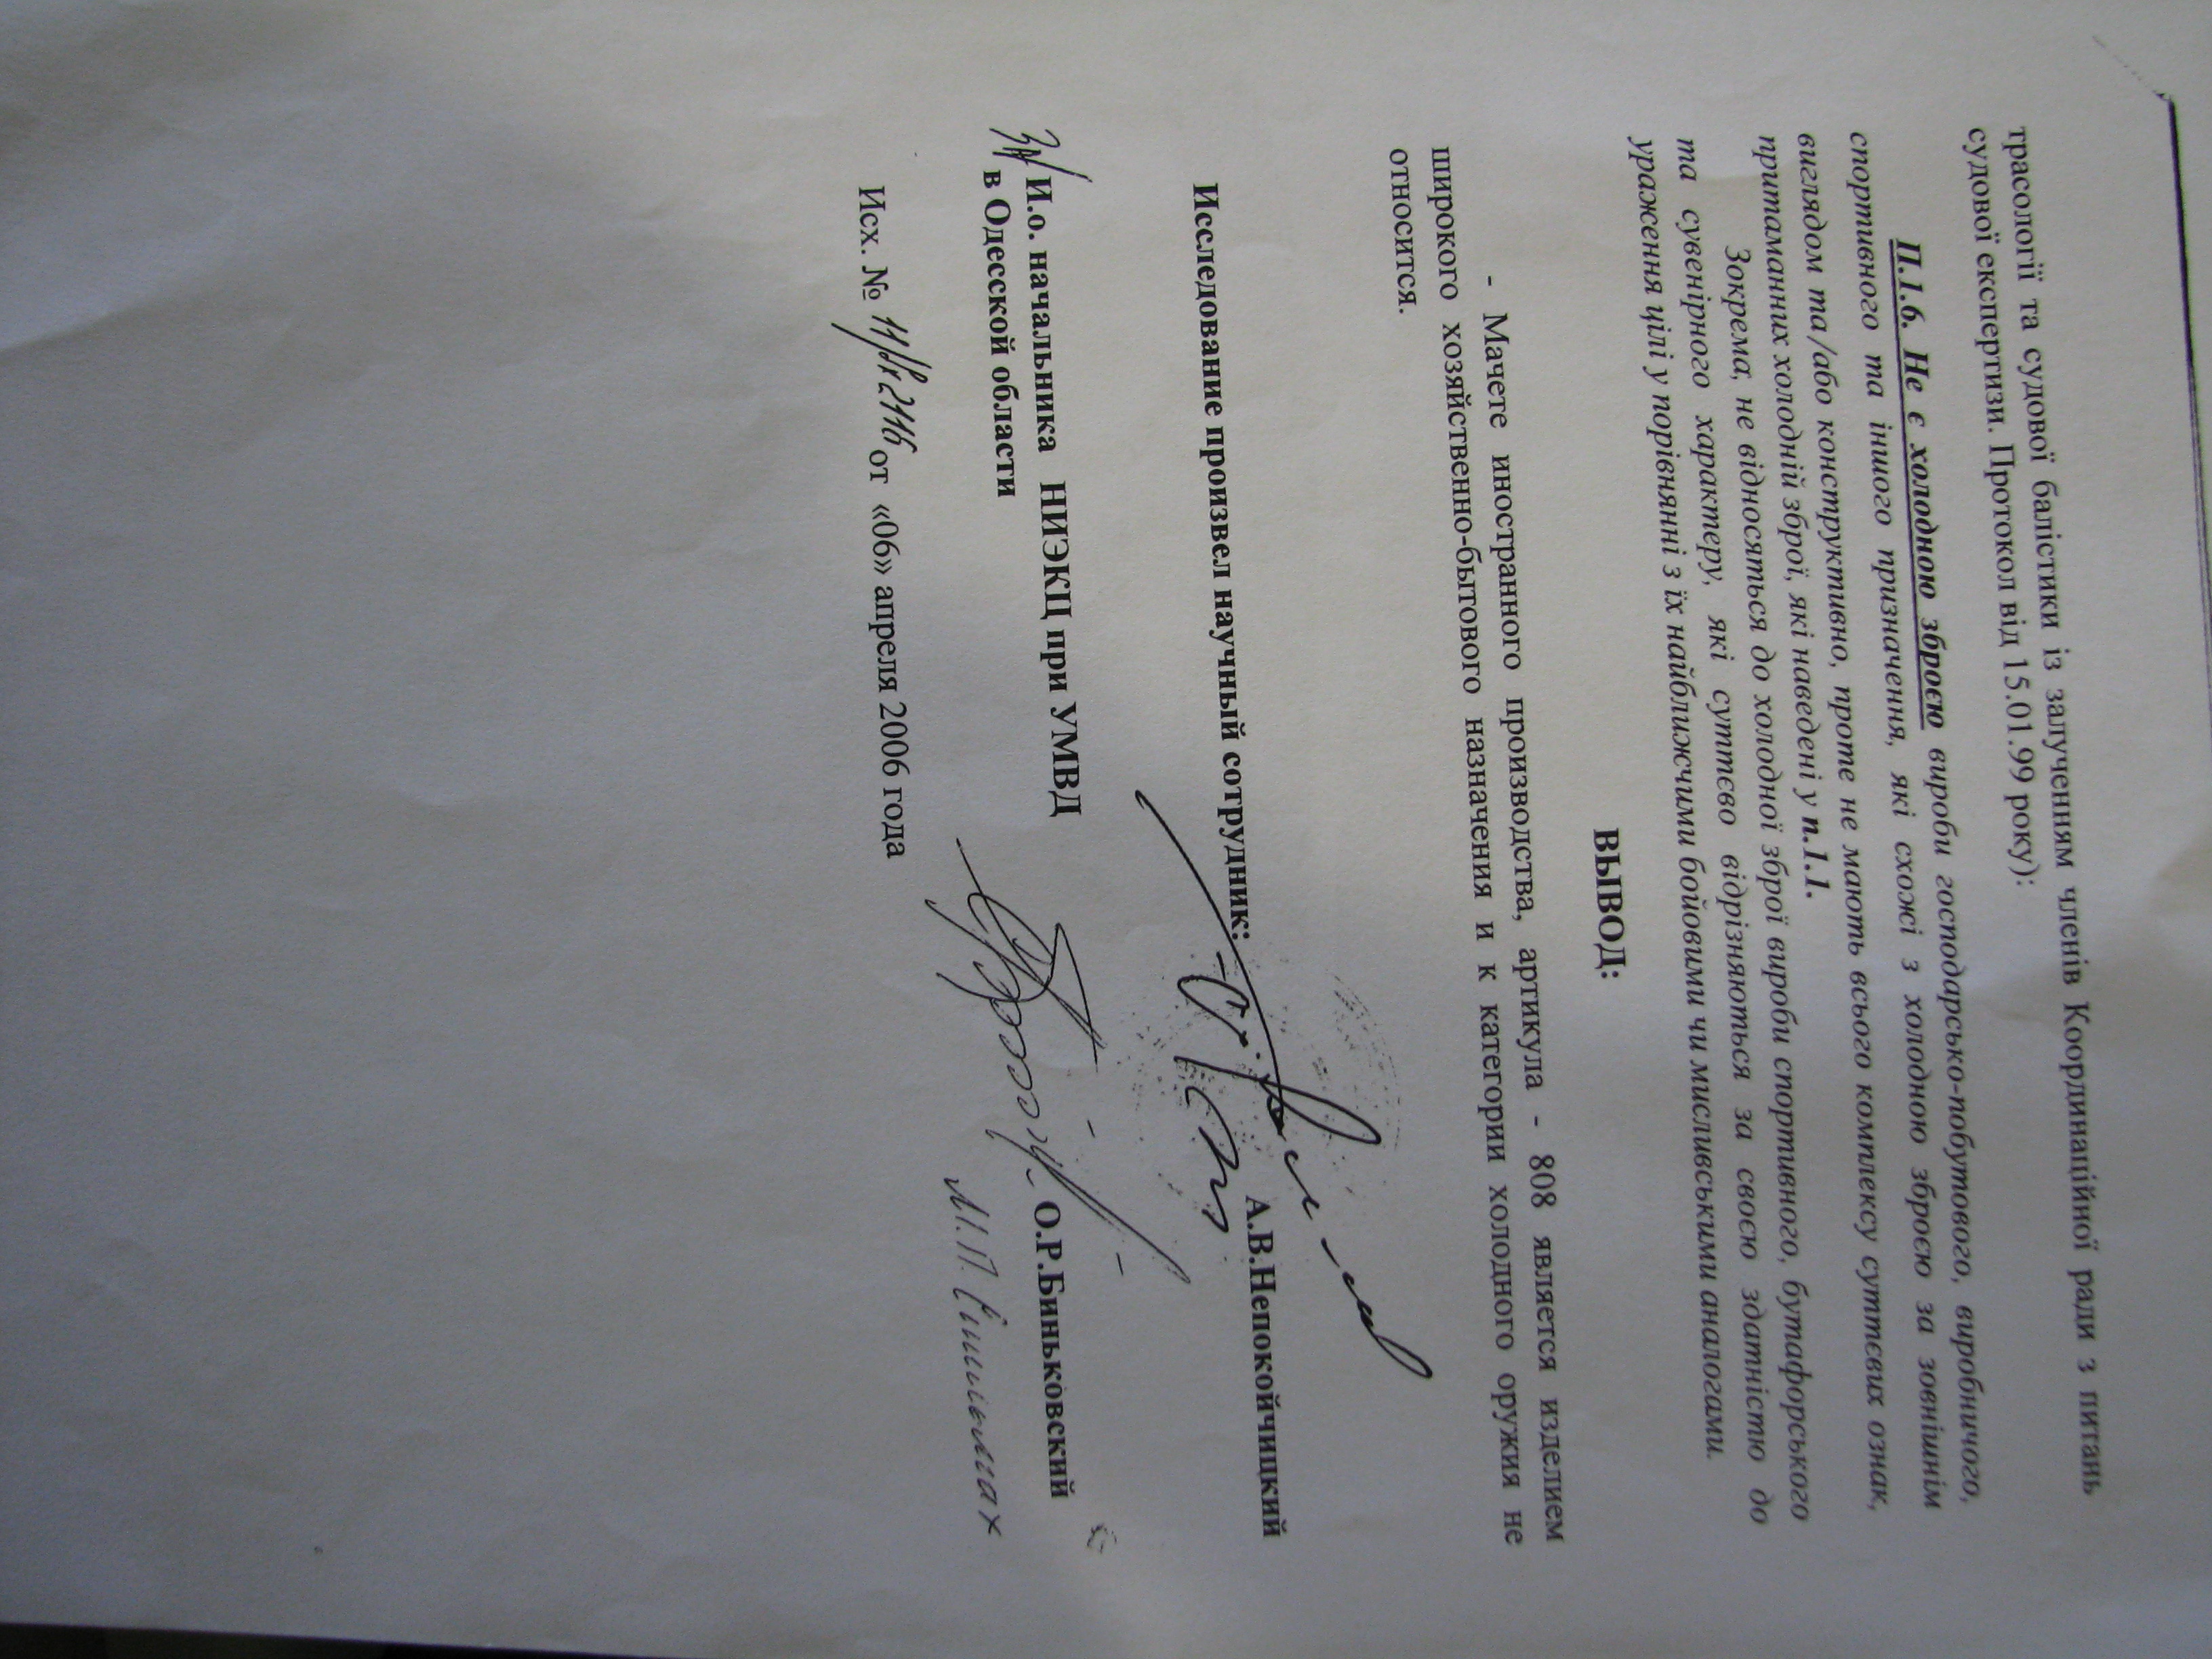 трасології та судової балістики із залученням членів Координаційної ради з питань
судової експертизи. Протокол від 15.01.99 року):
П.1.6. Не є холодною зброєю вироби господарсько-побутового, виробничого,
спортивного та іншого призначення, які схожі з холодною зброєю за зовнішнім
виглядом та/або конструктивно, проте не мають всього комплексу суттєвих ознак,
притаманних холодній зброї, які наведені у п.1.1.
Зокрема, не відносяться до холодної зброї вироби спортивного, бутафорського
та сувенірного характеру, які суттєво відрізняються за своєю здатністю до
ураження цілі у порівнянні з їх найближчими бойовими чи мисливськими аналогами.
ВЫВОД:
- Мачете иностранного производства, артикула - 808 является изделием
широкого хозяйственно-бытового назначения и к категории холодного оружия не
относится.
Исследование произвел научный сотрудник: А.В.Непокойчицкий
И.о. начальника НИЭКЦ при УМВД
в Одесской области О.Р.Биньковский
Исх. № 11/ от «06» апреля 2006 года